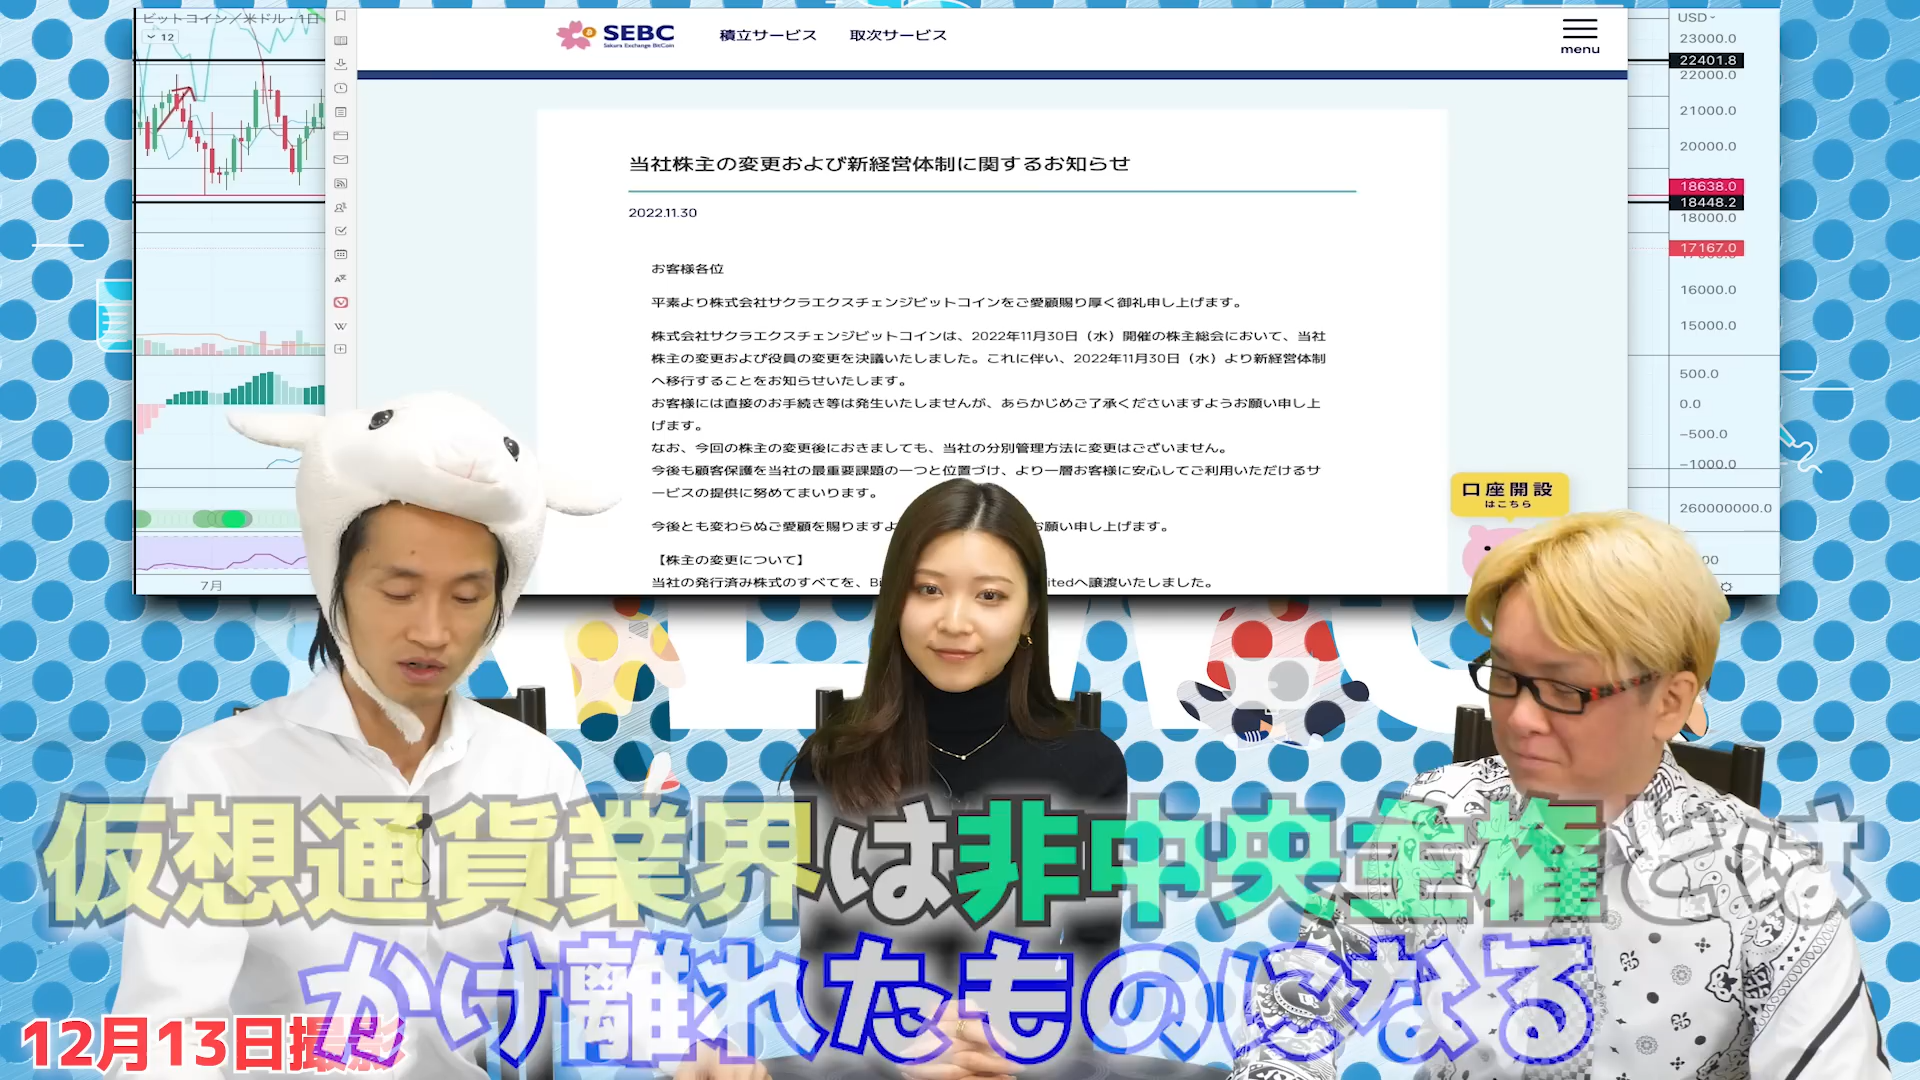 ビットコイン／米ドル・1日
12
SEBC
Sakura Exchange BitCoin
積立サービス
取次サービス
menu
当社株主の変更および新経営体制に関するお知らせ
2022.11.30
お客様各位
平素より株式会社サクラエクスチェンジビットコインをご愛顧賜り厚く御礼申し上げます。
株式会社サクラエクスチェンジビットコインは、2022年11月30日（水）開催の株主総会において、当社
株主の変更および役員の変更を決議いたしました。これに伴い、2022年11月30日（水）より新経営体制
へ移行することをお知らせいたします。
お客様には直接のお手続き等は発生いたしませんが、あらかじめご了承くださいますようお願い申し上
げます。
なお、今回の株主の変更後におきましても、当社の分別管理方法に変更はございません。
今後も顧客保護を当社の最重要課題の一つと位置づけ、より一層お客様に安心してご利用いただけるサ
ービスの提供に努めてまいります。
今後とも変わらぬご愛顧を賜りますよ
お願い申し上げます。
【株主の変更について】
当社の発行済み株式のすべてを、Bi
itedへ譲渡いたしました。
口座開設
はこちら
USD
23000.0
22401.8
22000.0
21000.0
20000.0
18638.0
18448.2
18000.0
17167.0
16000.0
15000.0
500.0
0.0
−500.0
−1000.0
260000000.0
7月
仮想通貨業界は非中央主権とは
かけ離れたものになる
12月13日撮影